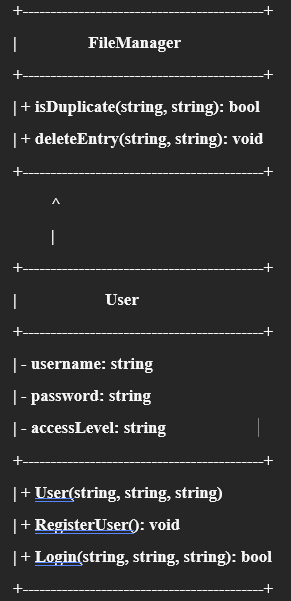 +--------------------------------------------+
| FileManager
+--------------------------------------------+
| + isDuplicate(string, string): bool
| + deleteEntry(string, string): void
+--------------------------------------------+
^
|
+--------------------------------------------+
| User
+--------------------------------------------+
| - username: string
| - password: string
| - accessLevel: string |
+--------------------------------------------+
| + User(string, string, string)
| + RegisterUser(): void
| + Login(string, string, string): bool
+--------------------------------------------+